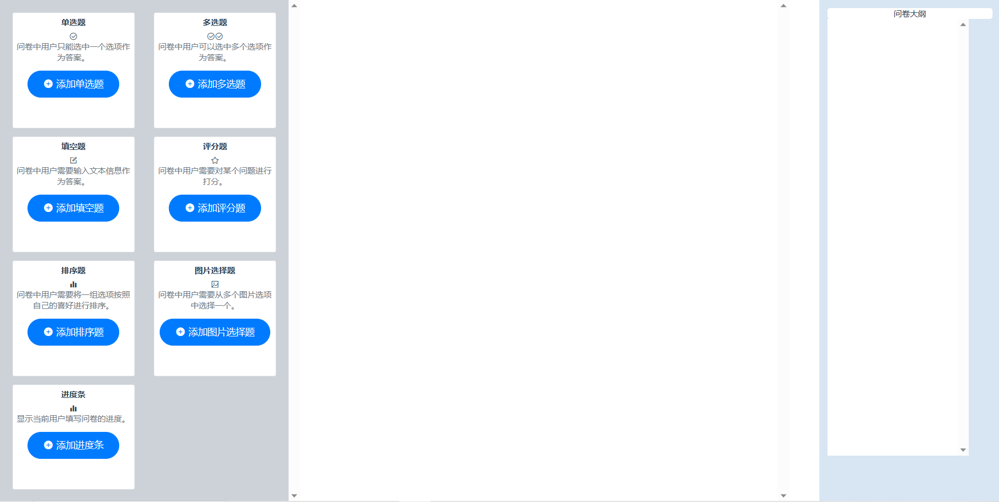 单选题
问卷中用户只能选中一个选项作
为答案。
添加单选题
多选题
问卷中用户可以选中多个选项作
为答案。
添加多选题
填空题
问卷中用户需要输入文本信息作
为答案。
添加填空题
评分题
问卷中用户需要对某个问题进行
打分。
添加评分题
排序题
问卷中用户需要将一组选项按照
自己的喜好进行排序。
添加排序题
图片选择题
问卷中用户需要从多个图片选项
中选择一个。
添加图片选择题
进度条
显示当前用户填写问卷的进度。
添加进度条
问卷大纲